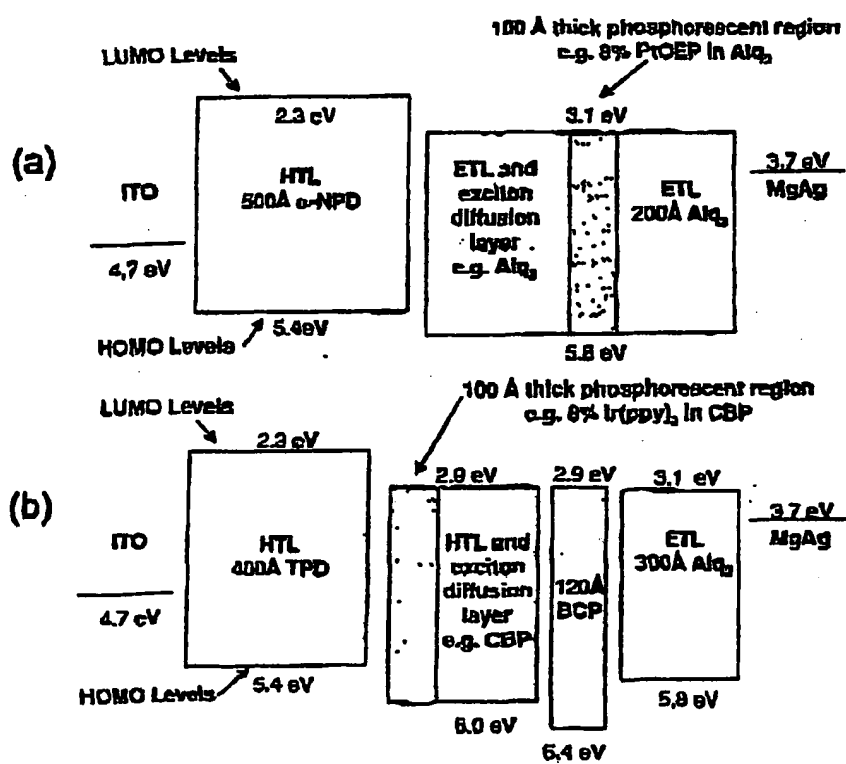 100 Å thick phosphorescent region
e.g. 8% PtOEP in Alq3
LUMO Levels
(a)
ITO
4.7 eV
2.3 eV
HTL
500Å α-NPD
5.4eV
HOMO Levels
3.1 eV
ETL and
exciton
diffusion
layer
e.g. Alq3
ETL
200Å Alq3
5.8 eV
3.7 eV
MgAg
100 Å thick phosphorescent region
e.g. 8% Ir(ppy)3 in CBP
LUMO Levels
(b)
ITO
4.7 eV
2.3 eV
HTL
400Å TPD
5.4 eV
HOMO Levels
2.9 eV
HTL and
exciton
diffusion
layer
e.g. CBP
6.0 eV
2.9 eV
120Å
BCP
6,4 eV
3.1 eV
ETL
300Å Alq3
5,8 eV
3.7 eV
MgAg